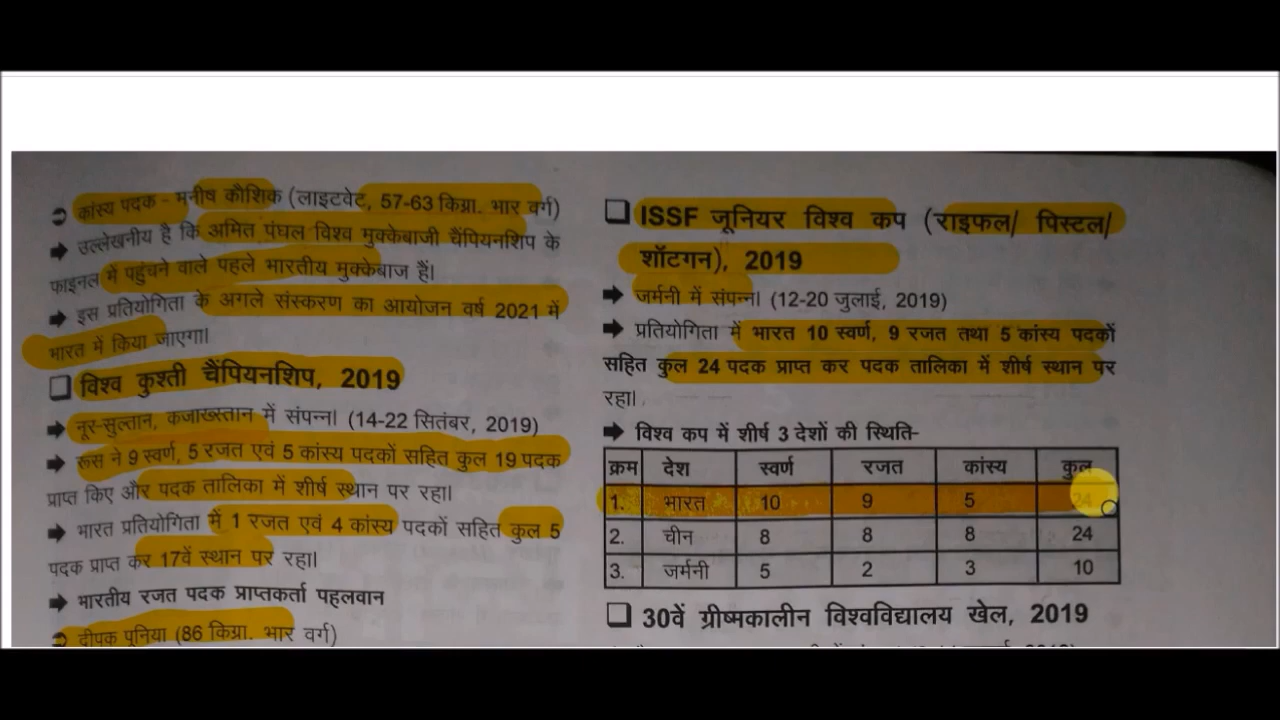 कांस्य पदक - मनीष कौशिक (लाइटवेट, 57-63 किग्रा. भार वर्ग)
उल्लेखनीय है कि अमित पंघल विश्व मुक्केबाजी चैंपियनशिप के
फाइनल में पहुंचने वाले पहले भारतीय मुक्केबाज हैं।
इस प्रतियोगिता के अगले संस्करण का आयोजन वर्ष 2021 में
भारत में किया जाएगा।
विश्व कुश्ती चैंपियनशिप, 2019
नूर-सुल्तान, कजाख्स्तान में संपन्न। (14-22 सितंबर, 2019)
रूस ने 9 स्वर्ण, 5 रजत एवं 5 कांस्य पदकों सहित कुल 19 पदक
प्राप्त किए और पदक तालिका में शीर्ष स्थान पर रहा।
भारत प्रतियोगिता में 1 रजत एवं 4 कांस्य पदकों सहित कुल 5
पदक प्राप्त कर 17वें स्थान पर रहा।
भारतीय रजत पदक प्राप्तकर्ता पहलवान
दीपक पूनिया (86 किग्रा. भार वर्ग)
ISSF जूनियर विश्व कप (राइफल/ पिस्टल/
शॉटगन), 2019
जर्मनी में संपन्न। (12-20 जुलाई, 2019)
प्रतियोगिता में भारत 10 स्वर्ण, 9 रजत तथा 5 कांस्य पदकों
सहित कुल 24 पदक प्राप्त कर पदक तालिका में शीर्ष स्थान पर
रहा।
विश्व कप में शीर्ष 3 देशों की स्थिति-
क्रम देश स्वर्ण रजत कांस्य कुल
1. भारत 10 9 5 24
2. चीन 8 8 8 24
3. जर्मनी 5 2 3 10
30वें ग्रीष्मकालीन विश्वविद्यालय खेल, 2019